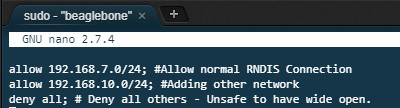 sudo - "beaglebone"
GNU nano 2.7.4
allow 192.168.7.0/24; #Allow normal RNDIS Connection
allow 192.168.10.0/24; #Adding other network
deny all; # Deny all others - Unsafe to have wide open.